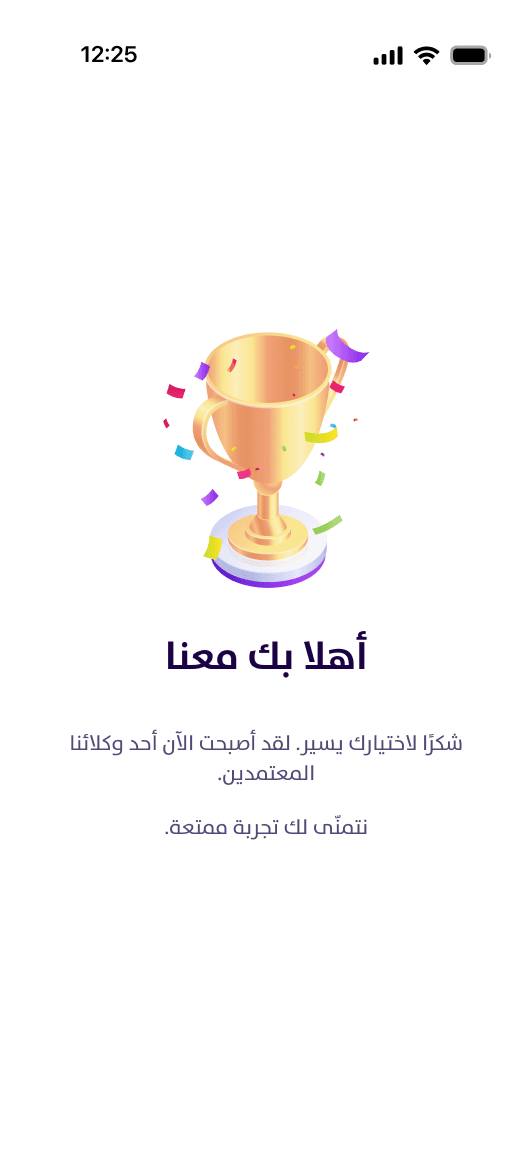 12:25
أهلا بك معنا
شكرًا لاختيارك يسير. لقد أصبحت الآن أحد وكلائنا
المعتمدين.
نتمنّى لك تجربة ممتعة.